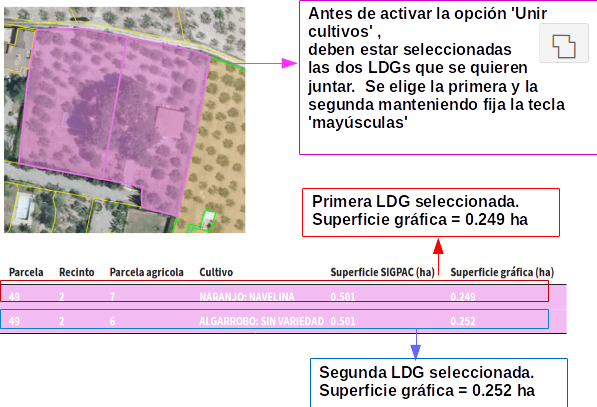 Antes de activar la opción 'Unir
cultivos' ,
deben estar seleccionadas
las dos LDGs que se quieren
juntar.  Se elige la primera y la
segunda manteniendo fija la tecla
'mayúsculas'
Primera LDG seleccionada.
Superficie gráfica = 0.249 ha
Parcela Recinto Parcela agricola Cultivo Superficie SIGPAC (ha) Superficie gráfica (ha)
49 2 7 NARANJO: NAVELINA 0.501 0.249
49 2 6 ALGARROBO: SIN VARIEDAD 0.501 0.252
Segunda LDG seleccionada.
Superficie gráfica = 0.252 ha